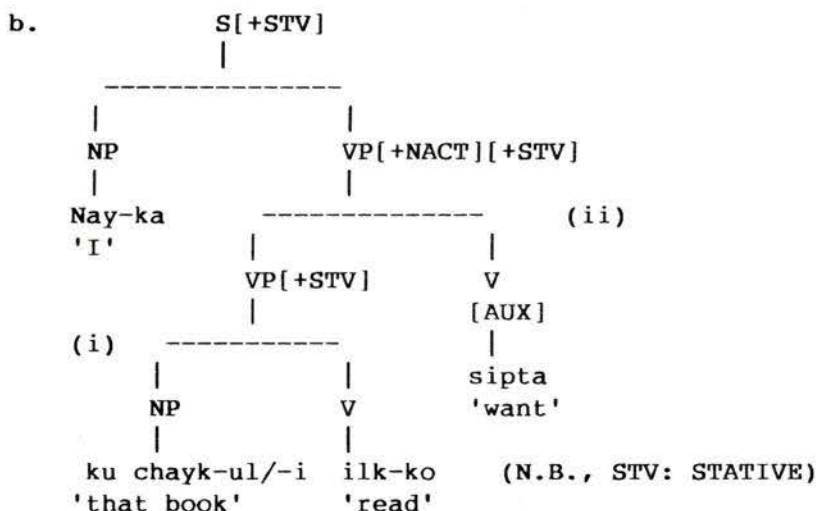 b. S[+STV]
NP VP[+NACT][+STV]
Nay-ka (ii)
'I'
VP[+STV] V
[AUX]
(i)
sipta
NP V 'want'
ku chayk-ul/-i ilk-ko (N.B., STV: STATIVE)
'that book' 'read'